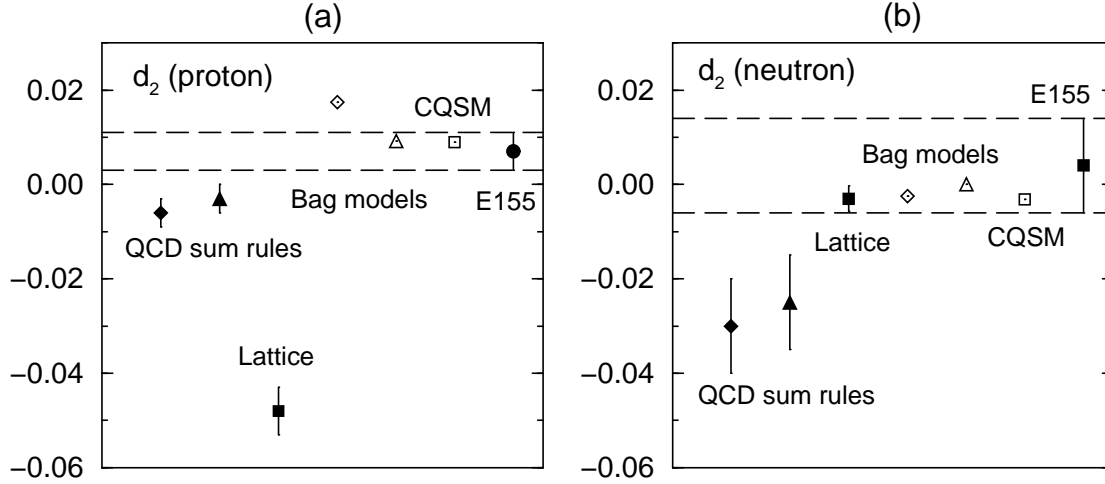 (a)
d2 (proton)
0.02
0.00
−0.02
−0.04
−0.06
CQSM
Bag models
E155
QCD sum rules
Lattice
(b)
d2 (neutron)
0.02
0.00
−0.02
−0.04
−0.06
E155
Bag models
Lattice
CQSM
QCD sum rules